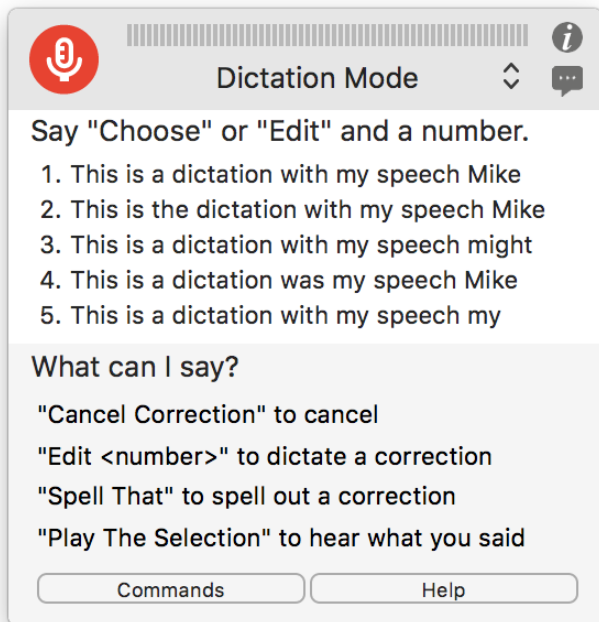 Dictation Mode
Say "Choose" or "Edit" and a number.
1. This is a dictation with my speech Mike
2. This is the dictation with my speech Mike
3. This is a dictation with my speech might
4. This is a dictation was my speech Mike
5. This is a dictation with my speech my
What can I say?
"Cancel Correction" to cancel
"Edit <number>" to dictate a correction
"Spell That" to spell out a correction
"Play The Selection" to hear what you said
Commands Help